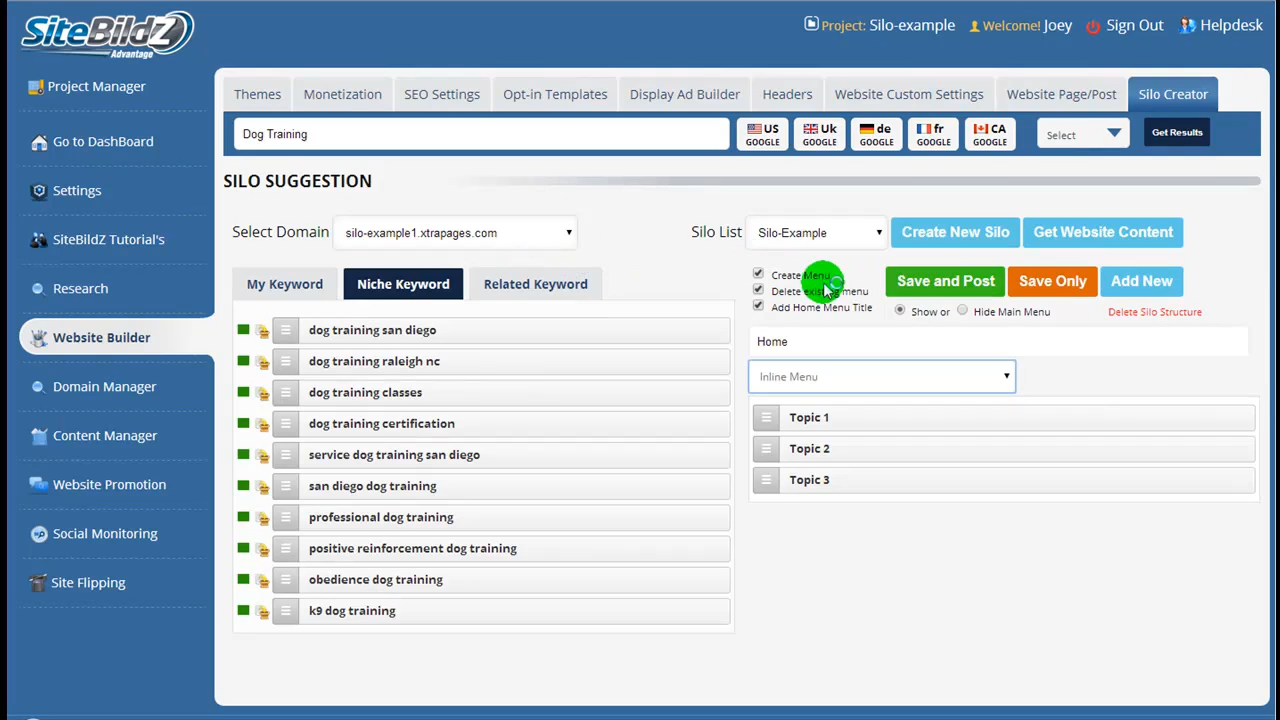 SiteBildZ
Advantage
Project: Silo-example
Welcome! Joey
Sign Out
Helpdesk
Project Manager
Go to DashBoard
Settings
SiteBildZ Tutorial's
Research
Website Builder
Domain Manager
Content Manager
Website Promotion
Social Monitoring
Site Flipping
Themes
Monetization
SEO Settings
Opt-in Templates
Display Ad Builder
Headers
Website Custom Settings
Website Page/Post
Silo Creator
Dog Training
US GOOGLE
Uk GOOGLE
de GOOGLE
fr GOOGLE
CA GOOGLE
Select
Get Results
SILO SUGGESTION
Select Domain
silo-example1.xtrapages.com
Silo List
Silo-Example
Create New Silo
Get Website Content
My Keyword
Niche Keyword
Related Keyword
dog training san diego
dog training raleigh nc
dog training classes
dog training certification
service dog training san diego
san diego dog training
professional dog training
positive reinforcement dog training
obedience dog training
k9 dog training
Create Menu
Delete existing menu
Add Home Menu Title
Save and Post
Save Only
Add New
Show or
Hide Main Menu
Delete Silo Structure
Home
Inline Menu
Topic 1
Topic 2
Topic 3